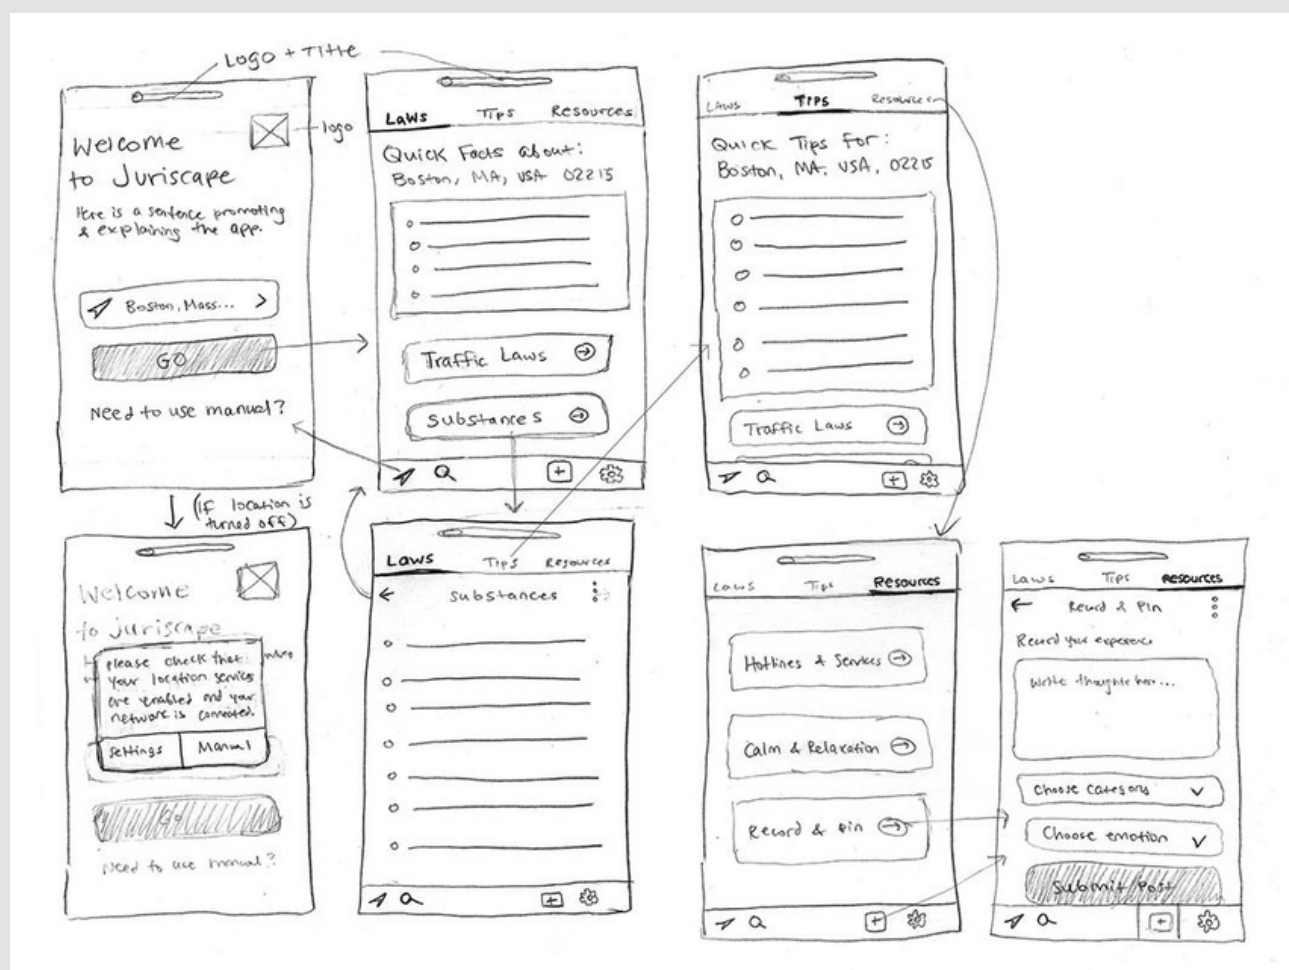 Logo + Title
Welcome
to Juriscape
logo
Here is a sentence promoting
& explaining the app.
Boston, Mass...
GO
Need to use manual?
(If location is
turned off)
Laws Tips Resources
Quick Facts about:
Boston, MA, USA 02215
Traffic Laws
Substances
Laws Tips Resources
Quick Tips For:
Boston, MA, USA, 02215
Traffic Laws
Welcome
to juriscape
please check that
your location services
are enabled and your
network is connected.
Settings Manual
Go
Need to use manual?
Laws Tips Resources
Substances
Laws Tips Resources
Hotlines & Services
Calm & Relaxation
Record & Pin
Laws Tips Resources
Record & Pin
Record your experience
Write thoughts here...
Choose Category
Choose emotion
Submit Post